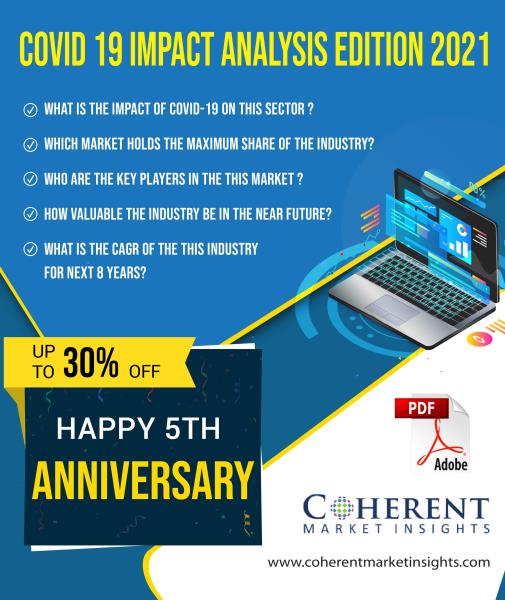 COVID 19 IMPACT ANALYSIS EDITION 2021
WHAT IS THE IMPACT OF COVID-19 ON THIS SECTOR ?
WHICH MARKET HOLDS THE MAXIMUM SHARE OF THE INDUSTRY?
WHO ARE THE KEY PLAYERS IN THE THIS MARKET ?
HOW VALUABLE THE INDUSTRY BE IN THE NEAR FUTURE?
WHAT IS THE CAGR OF THE THIS INDUSTRY
FOR NEXT 8 YEARS?
UP
TO 30% OFF
HAPPY 5TH
ANNIVERSARY
PDF
Adobe
COHERENT
MARKET INSIGHTS
www.coherentmarketinsights.com